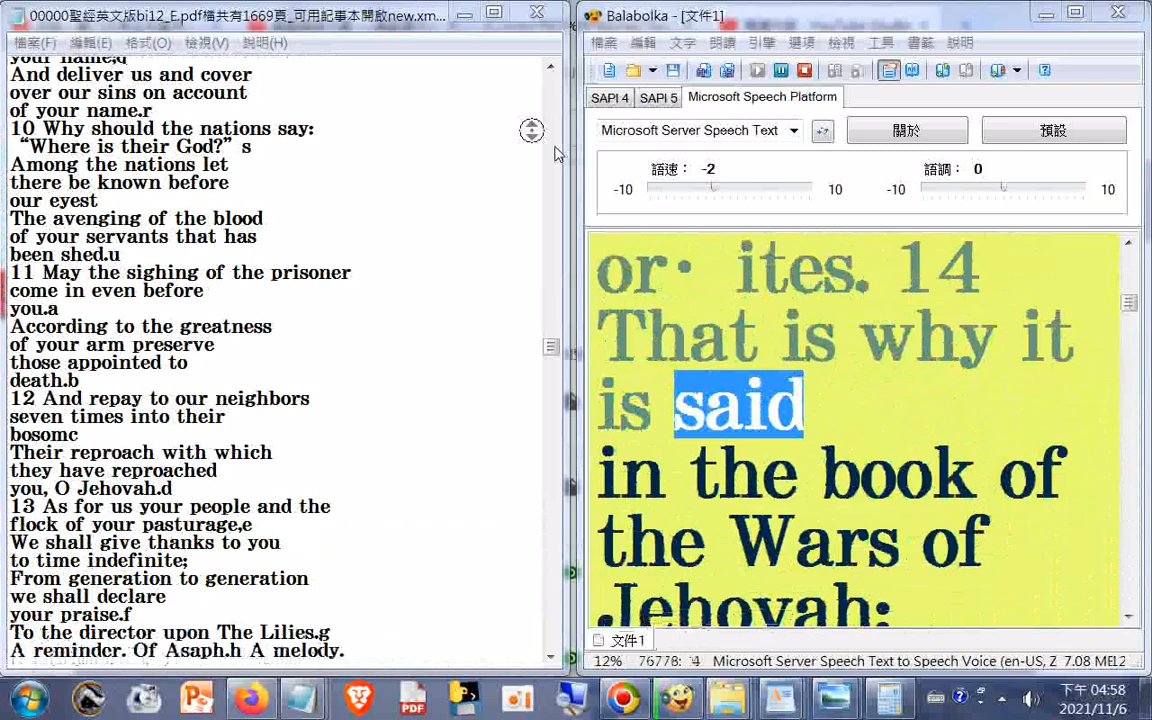 00000聖經英文版bi12_E.pdf檔共有1669頁_可用記事本開啟new.xm...
檔案(F) 編輯(E) 格式(O) 檢視(V) 說明(H)
your name,q
And deliver us and cover
over our sins on account
of your name.r
10 Why should the nations say:
“Where is their God?” s
Among the nations let
there be known before
our eyest
The avenging of the blood
of your servants that has
been shed.u
11 May the sighing of the prisoner
come in even before
you.a
According to the greatness
of your arm preserve
those appointed to
death.b
12 And repay to our neighbors
seven times into their
bosomc
Their reproach with which
they have reproached
you, O Jehovah.d
13 As for us your people and the
flock of your pasturage,e
We shall give thanks to you
to time indefinite;
From generation to generation
we shall declare
your praise.f
To the director upon The Lilies.g
A reminder. Of Asaph.h A melody.
Balabolka - [文件1]
檔案 編輯 文字 朗讀 引擎 選項 檢視 工具 書籤 說明
SAPI 4 SAPI 5 Microsoft Speech Platform
Microsoft Server Speech Text 關於 預設
語速: -2 語調: 0
-10 10 -10 10
or· ites. 14
That is why it
is said
in the book of
the Wars of
Jehovah:
文件1
12% 76778: 4 Microsoft Server Speech Text to Speech Voice (en-US, Z 7.08 ME12
PDF
下午 04:58
2021/11/6